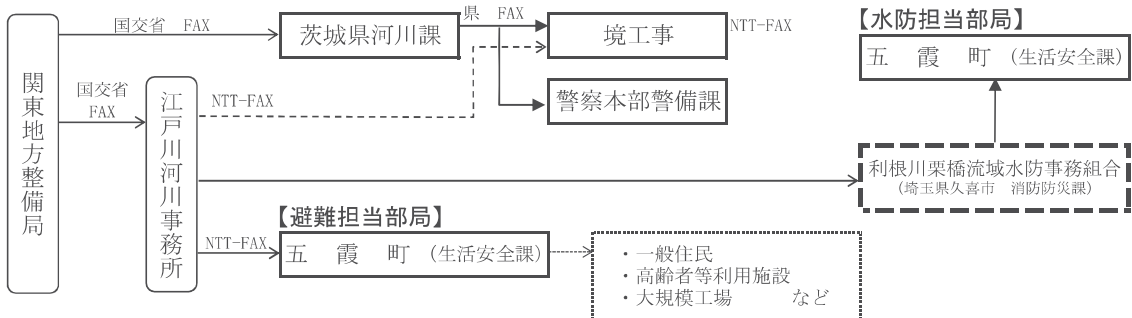 国交省 FAX
茨城県河川課
県 FAX
境工事
NTT-FAX
【水防担当部局】
五 霞 町 (生活安全課)
関東地方整備局
国交省
FAX
江戸川河川事務所
NTT-FAX
警察本部警備課
利根川栗橋流域水防事務組合
(埼玉県久喜市 消防防災課)
【避難担当部局】
NTT-FAX
五 霞 町 (生活安全課)
・一般住民
・高齢者等利用施設
・大規模工場 など